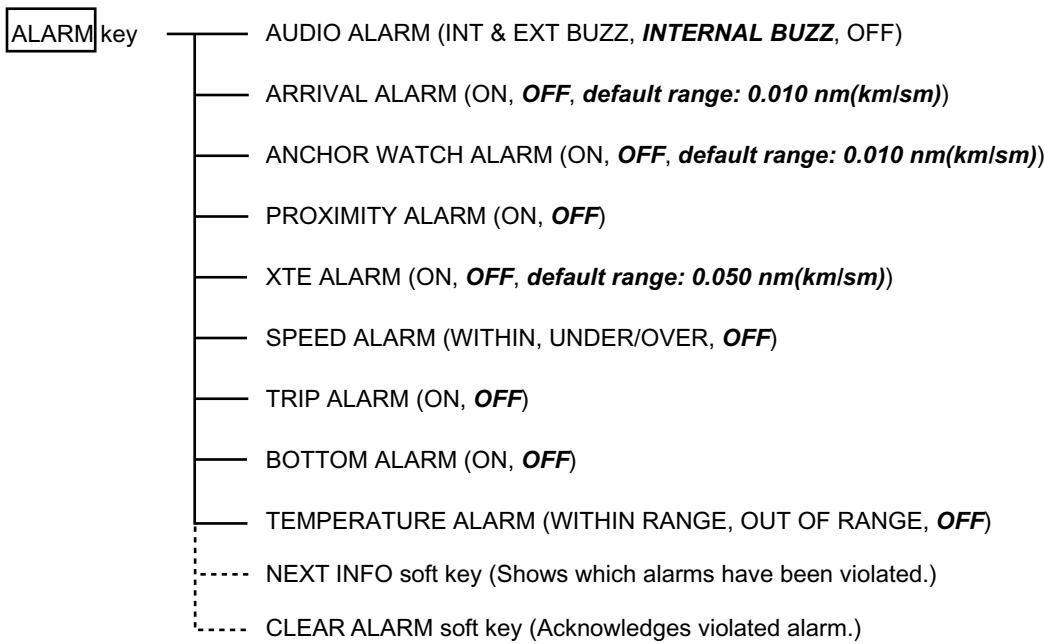 ALARM key
AUDIO ALARM (INT & EXT BUZZ, INTERNAL BUZZ, OFF)
ARRIVAL ALARM (ON, OFF, default range: 0.010 nm(km/sm))
ANCHOR WATCH ALARM (ON, OFF, default range: 0.010 nm(km/sm))
PROXIMITY ALARM (ON, OFF)
XTE ALARM (ON, OFF, default range: 0.050 nm(km/sm))
SPEED ALARM (WITHIN, UNDER/OVER, OFF)
TRIP ALARM (ON, OFF)
BOTTOM ALARM (ON, OFF)
TEMPERATURE ALARM (WITHIN RANGE, OUT OF RANGE, OFF)
NEXT INFO soft key (Shows which alarms have been violated.)
CLEAR ALARM soft key (Acknowledges violated alarm.)